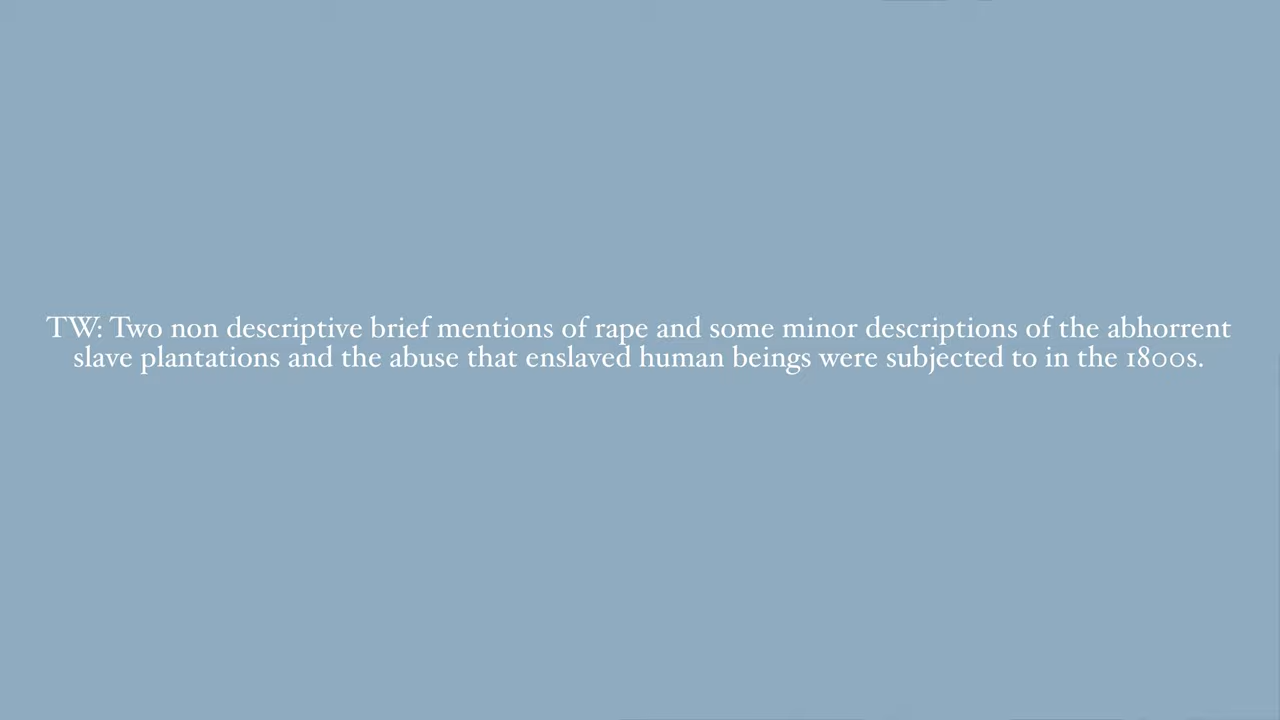 TW: Two non descriptive brief mentions of rape and some minor descriptions of the abhorrent
slave plantations and the abuse that enslaved human beings were subjected to in the 1800s.